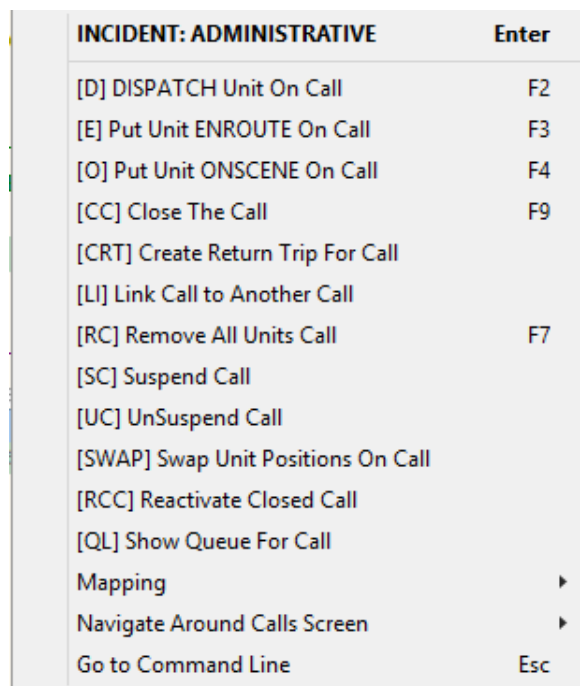 INCIDENT: ADMINISTRATIVE Enter
[D] DISPATCH Unit On Call F2
[E] Put Unit ENROUTE On Call F3
[O] Put Unit ONSCENE On Call F4
[CC] Close The Call F9
[CRT] Create Return Trip For Call
[LI] Link Call to Another Call
[RC] Remove All Units Call F7
[SC] Suspend Call
[UC] UnSuspend Call
[SWAP] Swap Unit Positions On Call
[RCC] Reactivate Closed Call
[QL] Show Queue For Call
Mapping
Navigate Around Calls Screen
Go to Command Line Esc